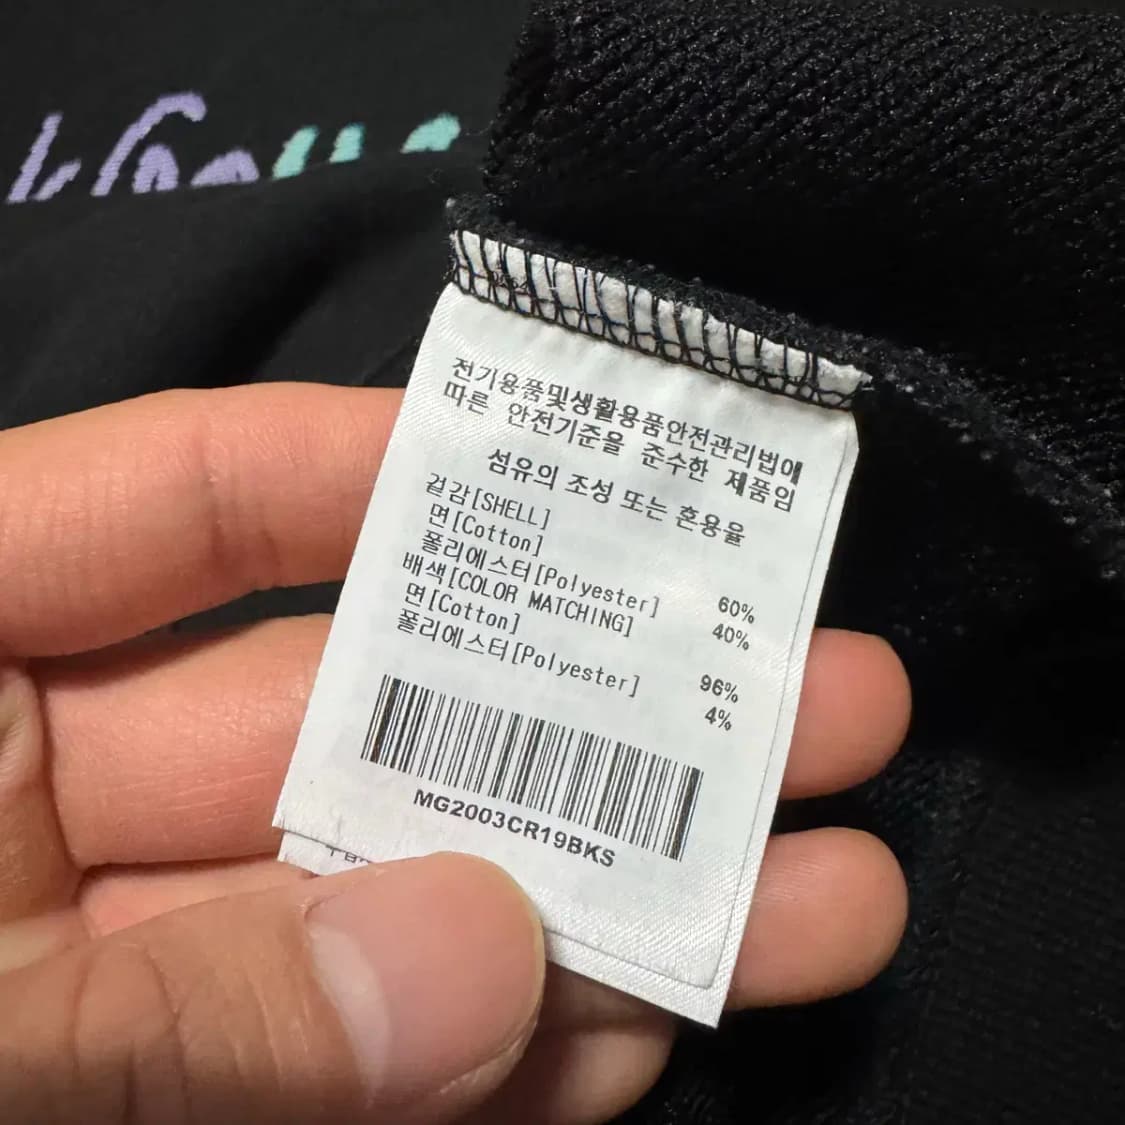 전기용품및생활용품안전관리법에
따른 안전기준을 준수한 제품임
섬유의 조성 또는 혼용율
겉감[SHELL]
면[Cotton] 60%
폴리에스터[Polyester] 40%
배색[COLOR MATCHING]
면[Cotton] 96%
폴리에스터[Polyester] 4%
MG2003CR19BKS